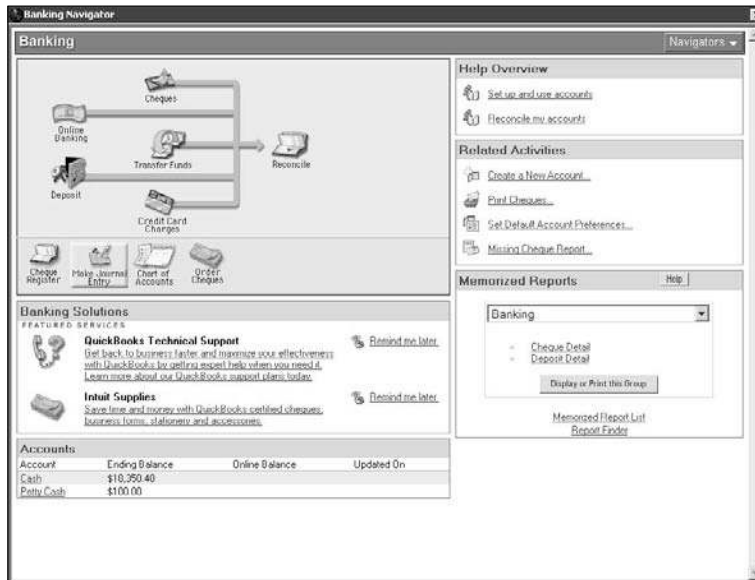 Banking Navigator
Banking
Navigators
Cheques
Online
Banking
Transfer Funds
Reconcile
Deposit
Credit Card
Charges
Cheque
Register
Make Journal
Entry
Chart of
Accounts
Order
Cheques
Banking Solutions
FEATURED SERVICES
QuickBooks Technical Support
Remind me later
Get back to business faster and maximize your effectiveness
with QuickBooks by getting expert help when you need it.
Learn more about our QuickBooks support plans today.
Intuit Supplies
Remind me later
Save time and money with QuickBooks certified cheques,
business forms, stationery and accessories.
Accounts
Account Ending Balance Online Balance Updated On
Cash $18,350.40
Petty Cash $100.00
Help Overview
Set up and use accounts
Reconcile my accounts
Related Activities
Create a New Account...
Print Cheques...
Set Default Account Preferences...
Missing Cheque Report...
Memorized Reports Help
Banking
Cheque Detail
Deposit Detail
Display or Print this Group
Memorized Report List
Report Finder